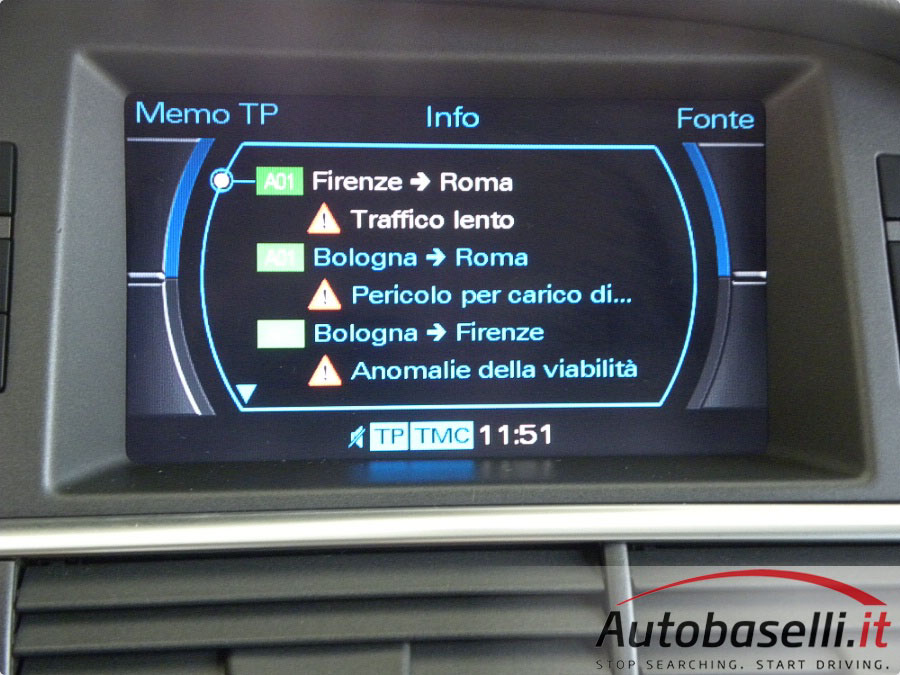 Memo TP Info Fonte
A01 Firenze → Roma
Traffico lento
A01 Bologna → Roma
Pericolo per carico di...
Bologna → Firenze
Anomalie della viabilità
TP TMC 11:51
Autobaselli.it
STOP SEARCHING. START DRIVING.